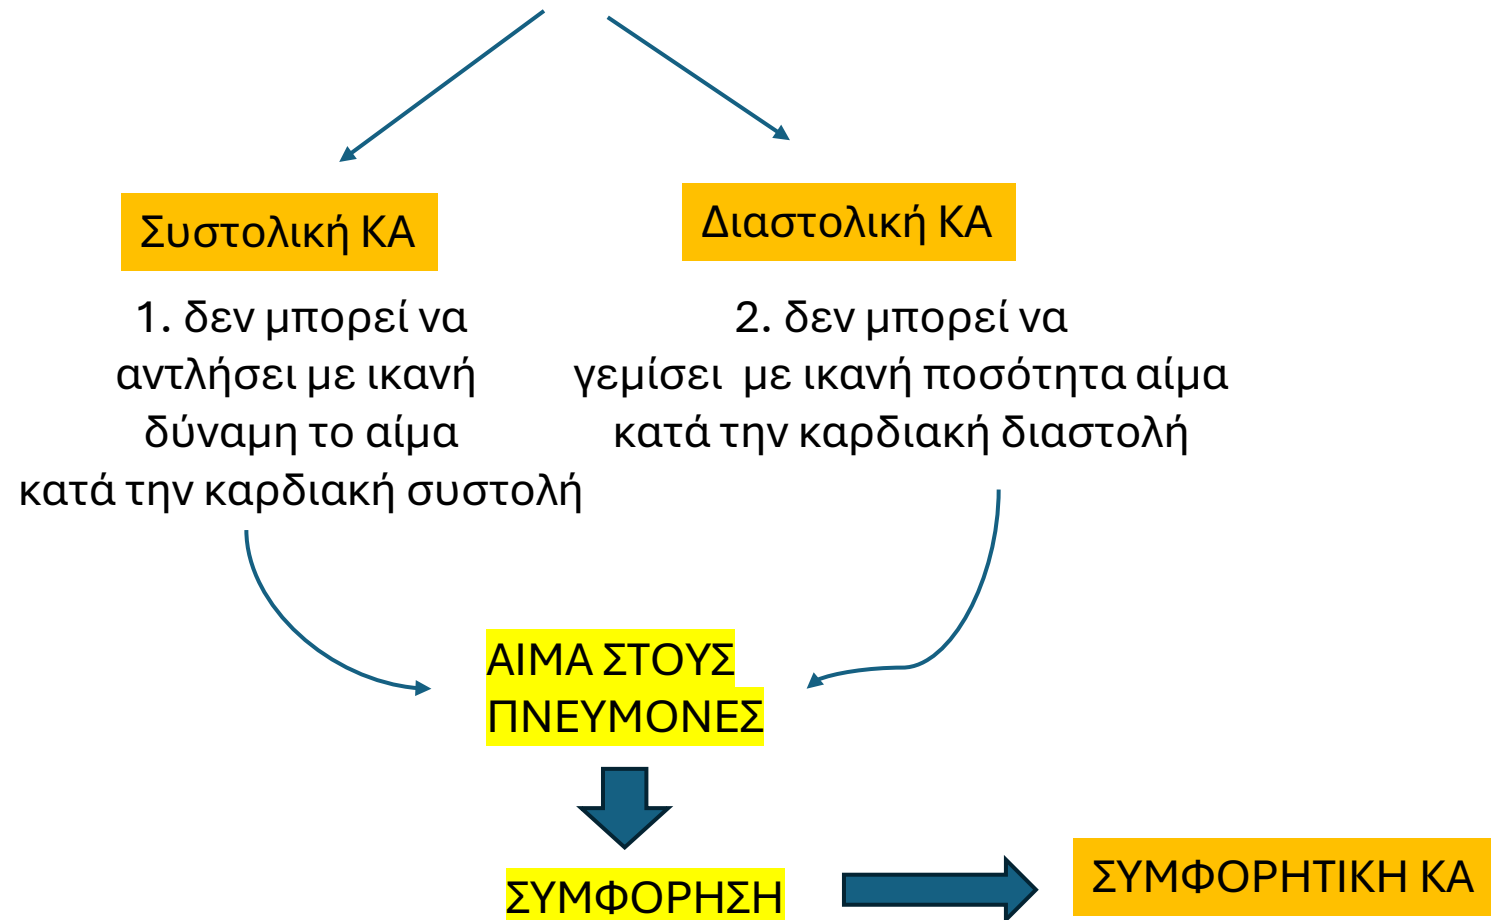 Συστολική ΚΑ
1. δεν μπορεί να
αντλήσει με ικανή
δύναμη το αίμα
κατά την καρδιακή συστολή
Διαστολική ΚΑ
2. δεν μπορεί να
γεμίσει  με ικανή ποσότητα αίμα
κατά την καρδιακή διαστολή
ΑΙΜΑ ΣΤΟΥΣ
ΠΝΕΥΜΟΝΕΣ
ΣΥΜΦΟΡΗΣΗ
ΣΥΜΦΟΡΗΤΙΚΗ ΚΑ